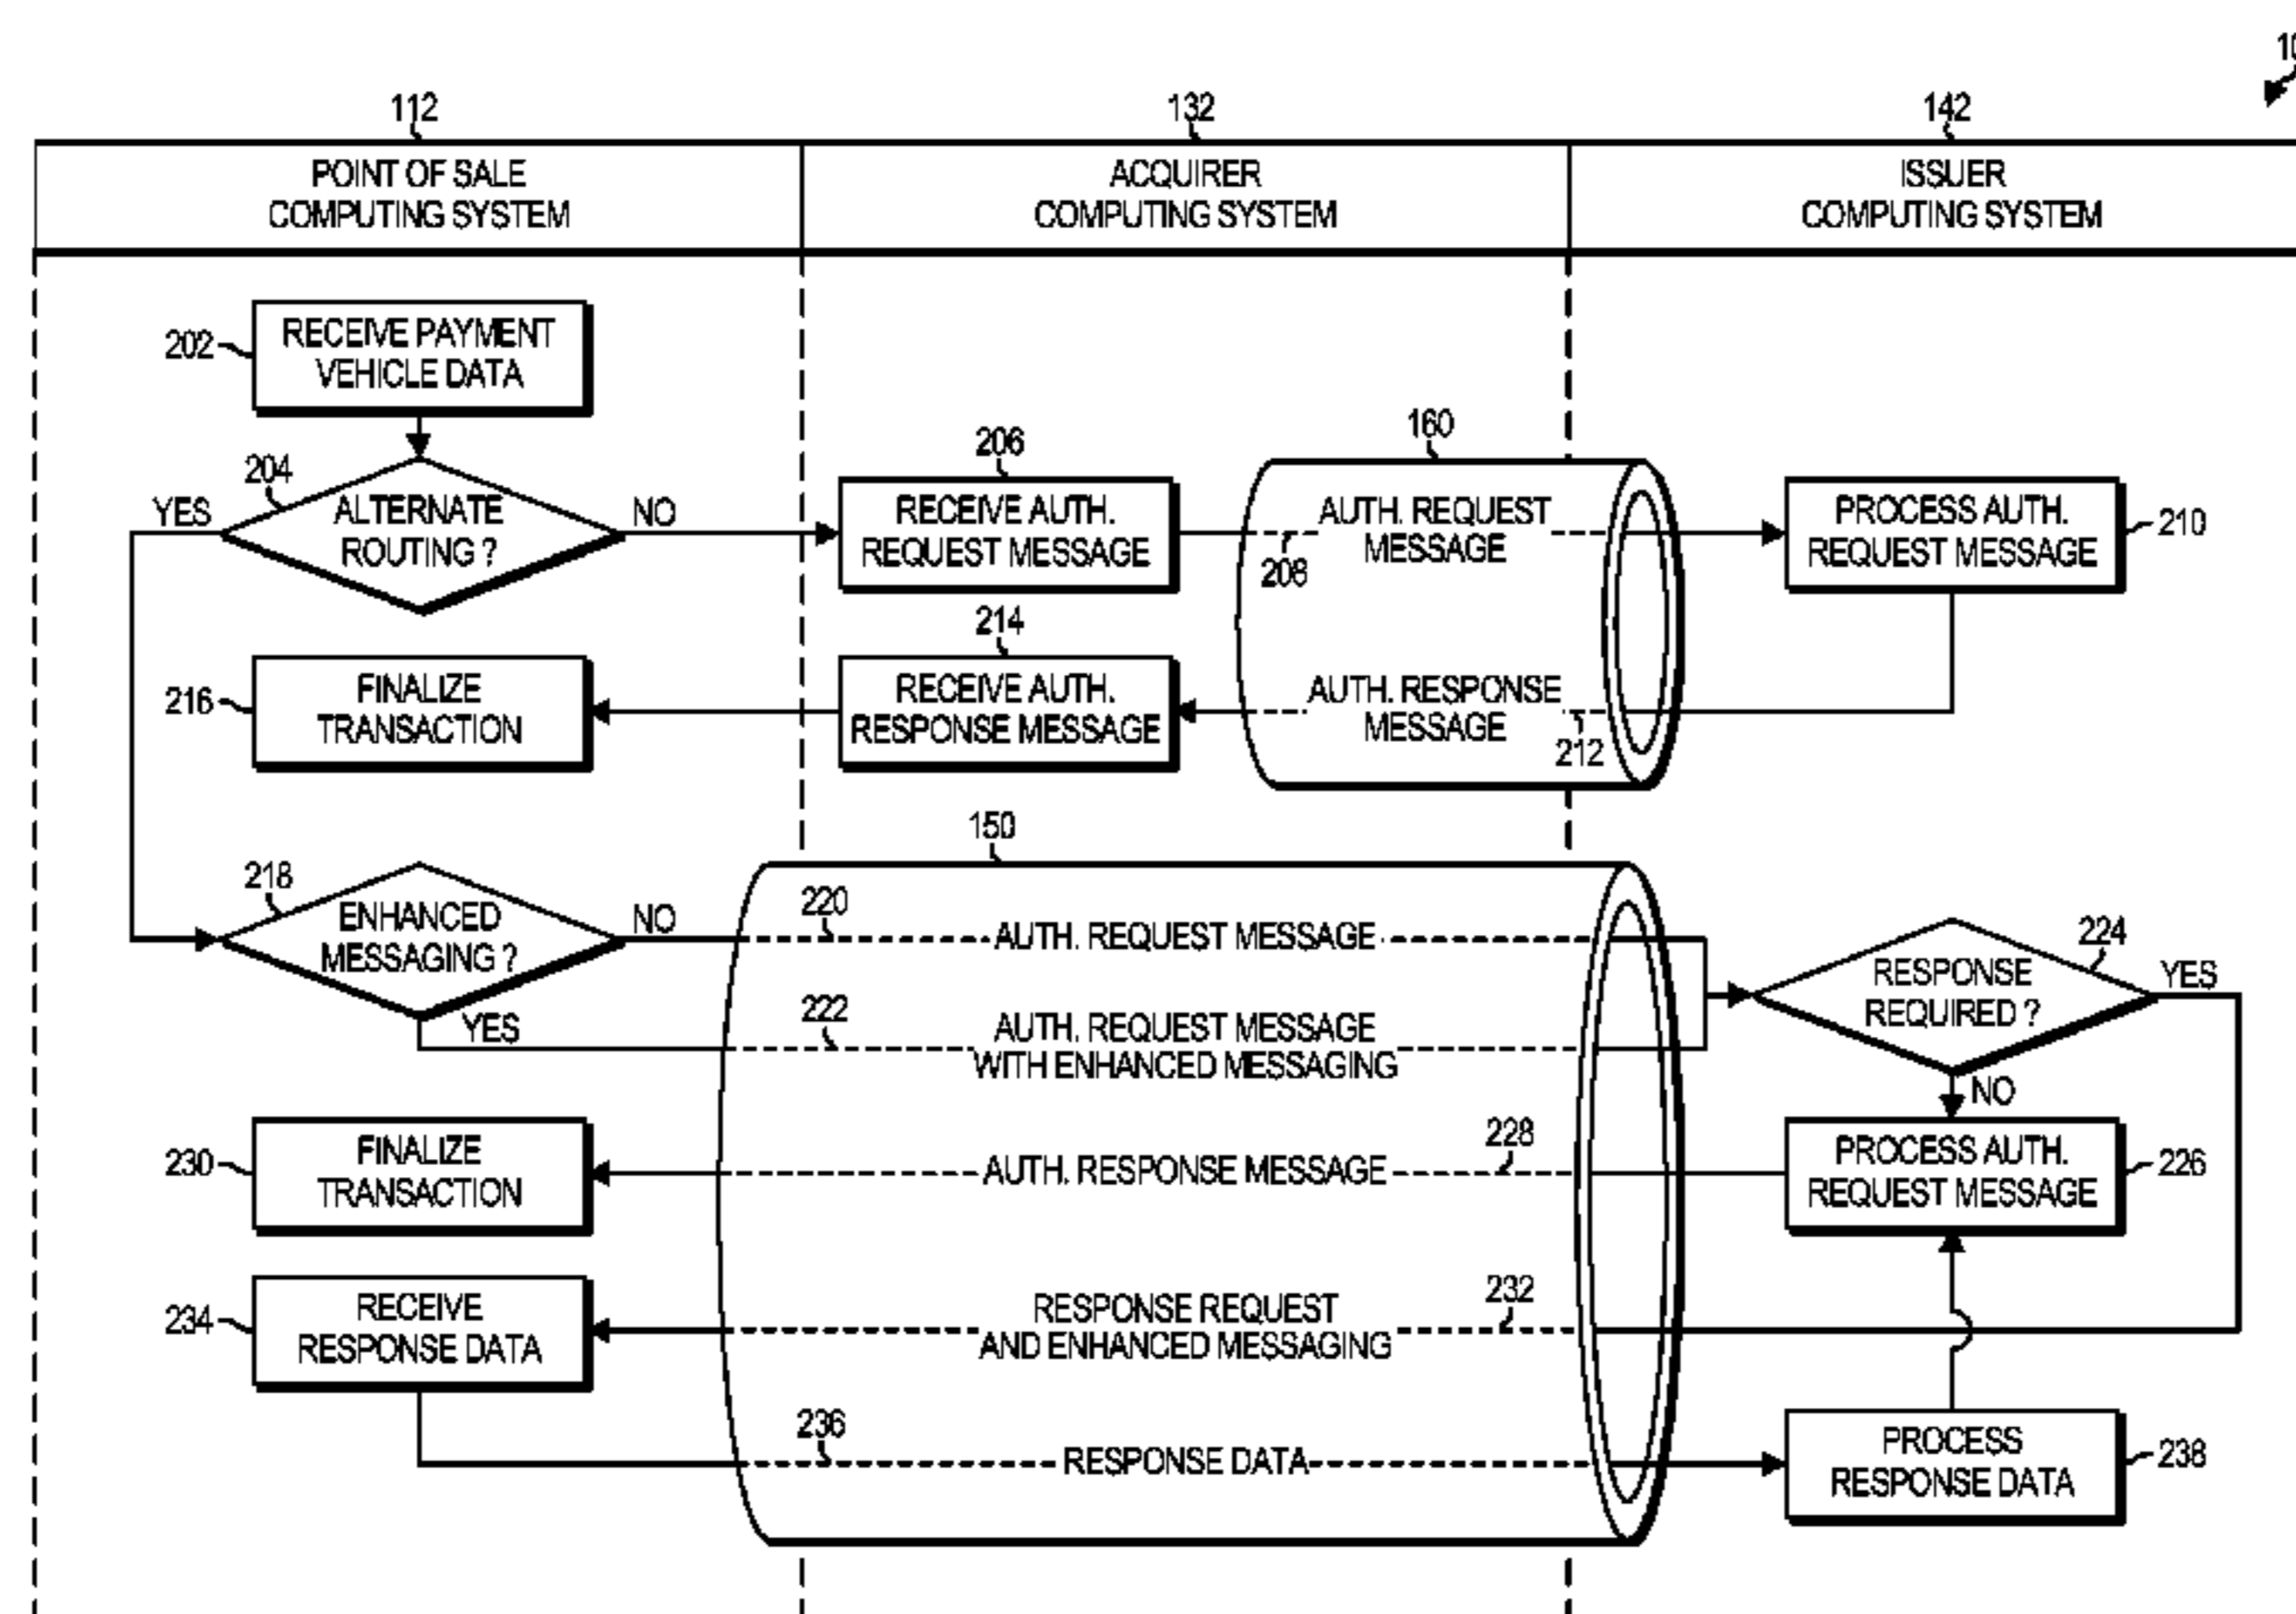 10
112
132
142
POINT OF SALE
COMPUTING SYSTEM
ACQUIRER
COMPUTING SYSTEM
ISSUER
COMPUTING SYSTEM
202
RECEIVE PAYMENT
VEHICLE DATA
204
YES
ALTERNATE
ROUTING ?
NO
206
RECEIVE AUTH.
REQUEST MESSAGE
160
AUTH. REQUEST
MESSAGE
208
PROCESS AUTH.
REQUEST MESSAGE
210
216
FINALIZE
TRANSACTION
214
RECEIVE AUTH.
RESPONSE MESSAGE
AUTH. RESPONSE
MESSAGE
212
150
218
ENHANCED
MESSAGING ?
NO
YES
220
AUTH. REQUEST MESSAGE
222
AUTH. REQUEST MESSAGE
WITH ENHANCED MESSAGING
224
RESPONSE
REQUIRED ?
YES
NO
230
FINALIZE
TRANSACTION
228
AUTH. RESPONSE MESSAGE
PROCESS AUTH.
REQUEST MESSAGE
226
234
RECEIVE
RESPONSE DATA
232
RESPONSE REQUEST
AND ENHANCED MESSAGING
236
RESPONSE DATA
PROCESS
RESPONSE DATA
238